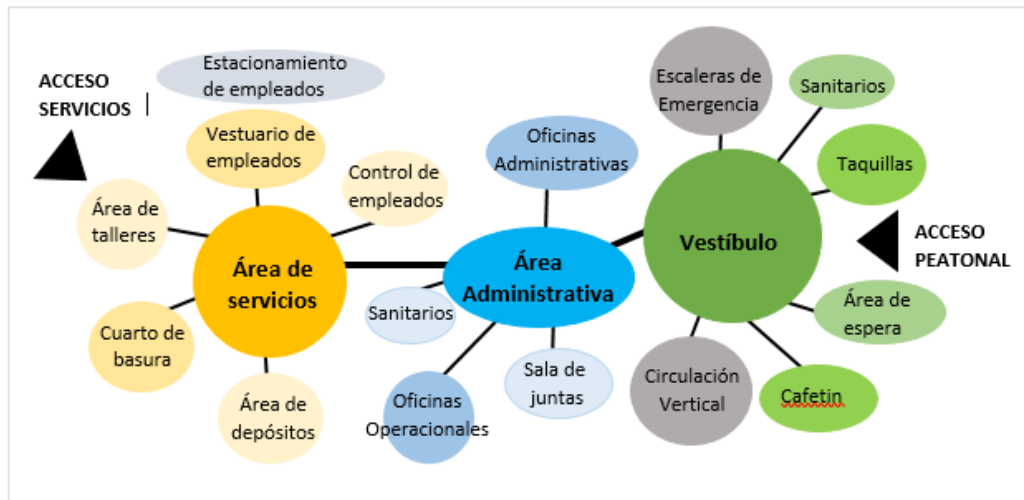 ACCESO
SERVICIOS
Estacionamiento
de empleados
Vestuario de
empleados
Control de
empleados
Área de
talleres
Área de
servicios
Cuarto de
basura
Área de
depósitos
Oficinas
Administrativas
Área
Administrativa
Sanitarios
Oficinas
Operacionales
Sala de
juntas
Escaleras de
Emergencia
Sanitarios
Taquillas
Vestíbulo
ACCESO
PEATONAL
Área de
espera
Circulación
Vertical
Cafetin